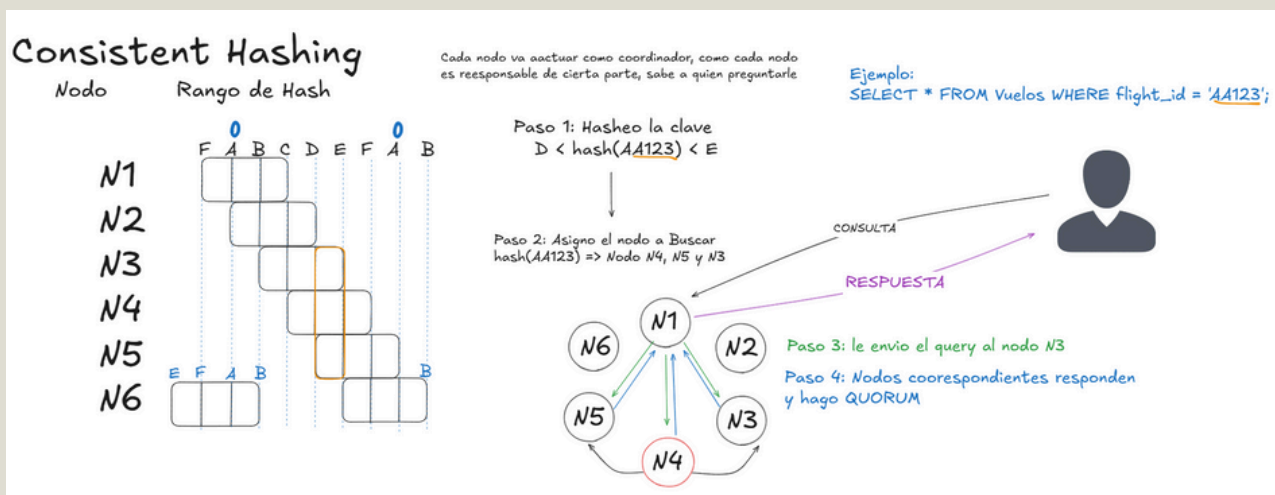 Consistent Hashing
Nodo Rango de Hash
0 0
F A B C D E F A B
N1
N2
N3
N4
N5
E F A B B
N6
Cada nodo va aactuar como coordinador, como cada nodo
es reesponsable de cierta parte, sabe a quien preguntarle
Paso 1: Hasheo la clave
D < hash(AA123) < E
Paso 2: Asigno el nodo a Buscar
hash(AA123) => Nodo N4, N5 y N3
Ejemplo:
SELECT * FROM Vuelos WHERE flight_id = 'AA123';
CONSULTA
RESPUESTA
N1
N6
N2
N5
N3
N4
Paso 3: le envio el query al nodo N3
Paso 4: Nodos coorespondientes responden
y hago QUORUM